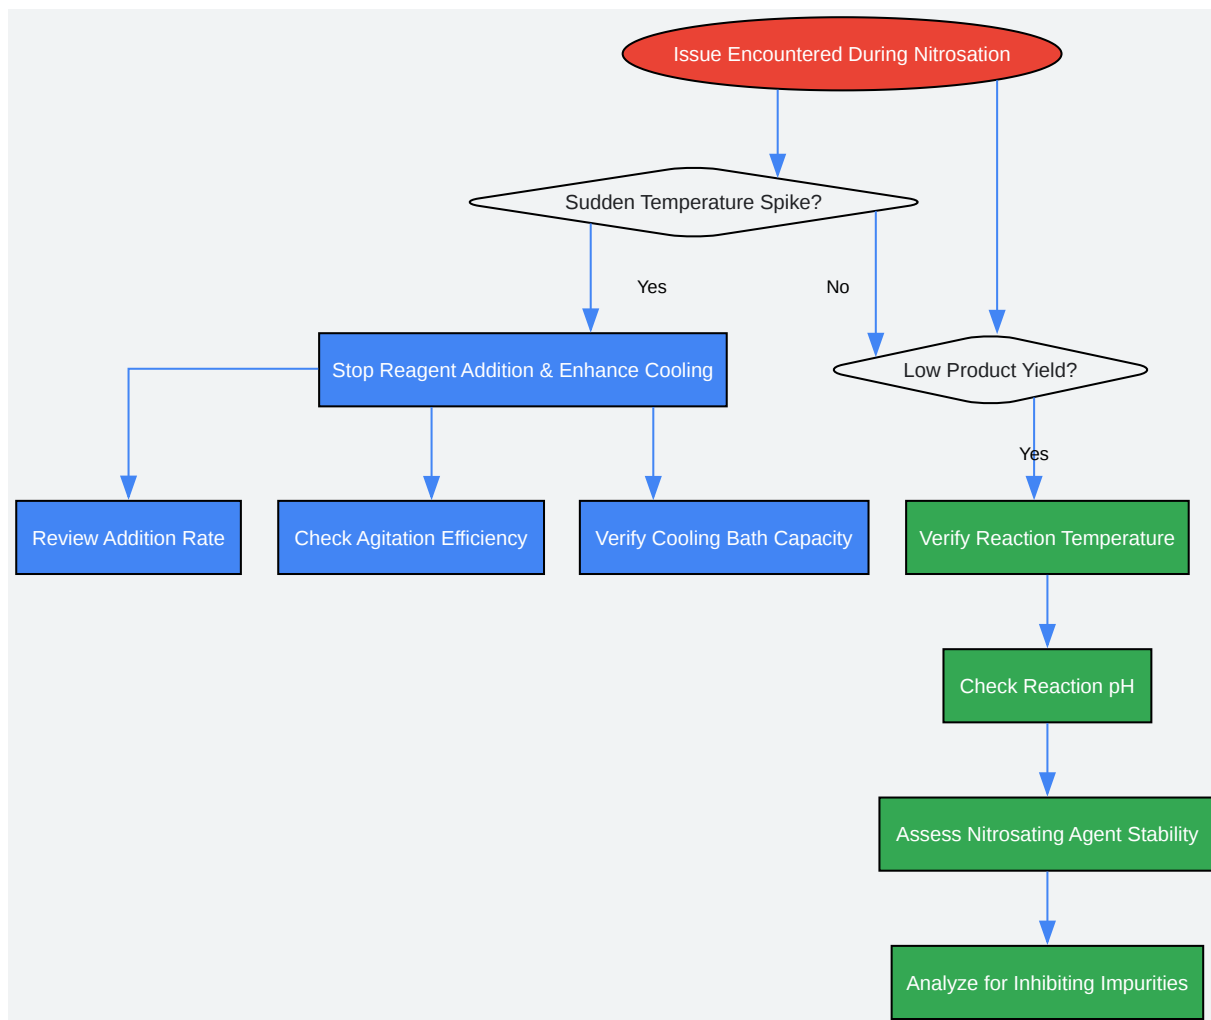 Issue Encountered During Nitrosation
Sudden Temperature Spike?
Yes
No
Stop Reagent Addition & Enhance Cooling
Low Product Yield?
Yes
Review Addition Rate
Check Agitation Efficiency
Verify Cooling Bath Capacity
Verify Reaction Temperature
Check Reaction pH
Assess Nitrosating Agent Stability
Analyze for Inhibiting Impurities